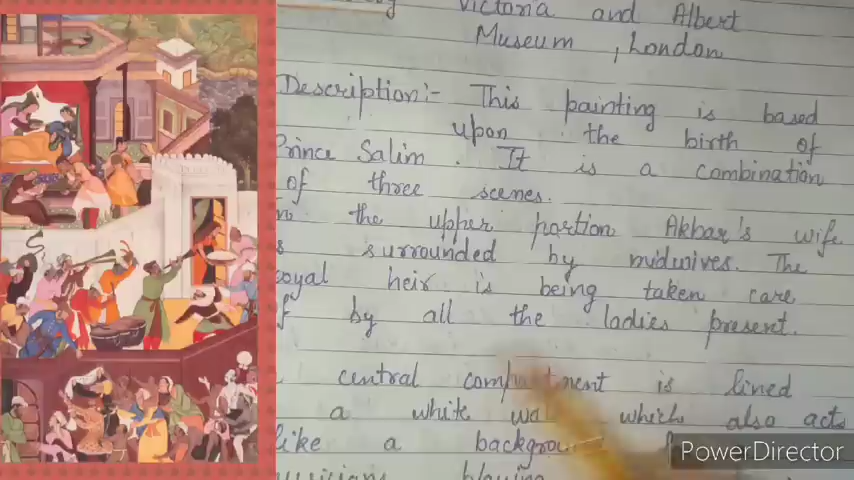 Victoria and Albert
Museum , London
Description:- This painting is based
upon the birth of
Prince Salim . It is a combination
of three scenes.
the upper portion Akbar's wife
surrounded by midwives. The
royal heir is being taken care
by all the ladies present.
central compartment is lined
a white which also acts
like a
blowing
PowerDirector